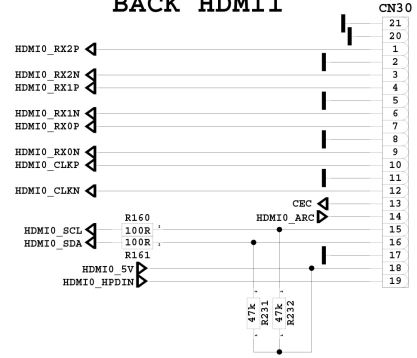 BACK HDMI1
CN30
21
20
HDMI0_RX2P 1
2
HDMI0_RX2N 3
HDMI0_RX1P 4
5
HDMI0_RX1N 6
HDMI0_RX0P 7
8
HDMI0_RX0N 9
HDMI0_CLKP 10
11
HDMI0_CLKN 12
CEC 13
HDMI0_ARC 14
R160
HDMI0_SCL 100R 15
HDMI0_SDA 100R 16
R161 17
HDMI0_5V 18
HDMI0_HPDIN 19
47k R231 47k R232